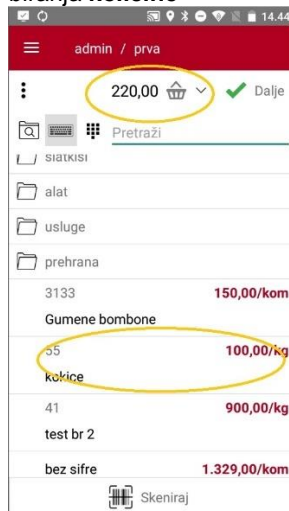 14.44
admin / prva
220,00 Dalje
Pretraži
slatkisi
alat
usluge
prehrana
3133 150,00/kom
Gumene bombone
55 100,00/kg
kokice
41 900,00/kg
test br 2
bez sifre 1.329,00/kom
Skeniraj